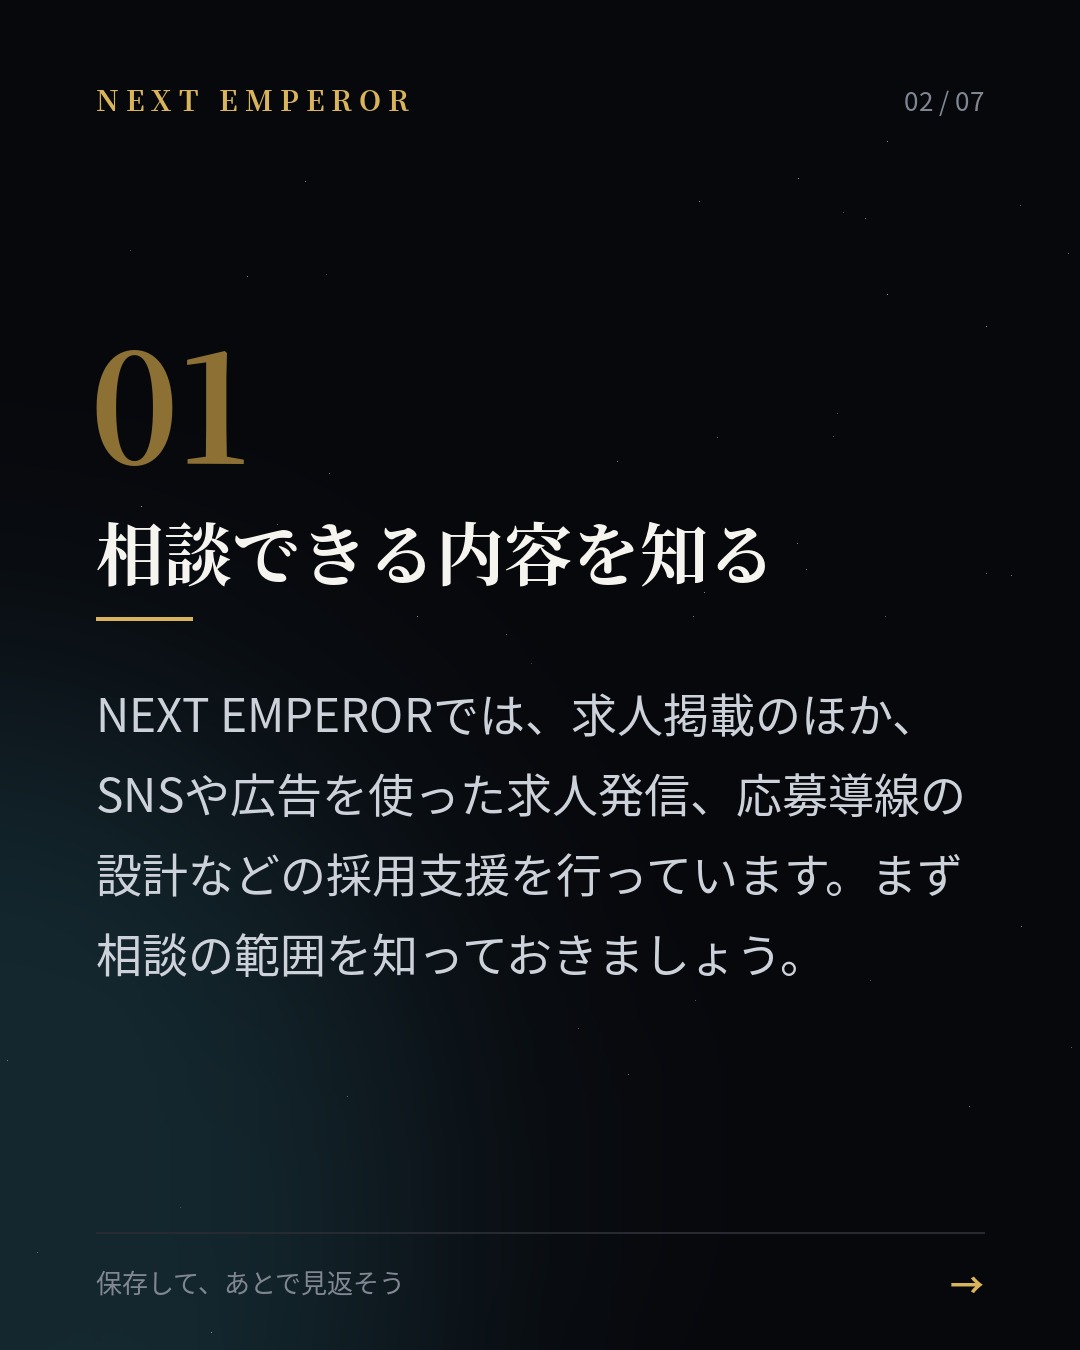 NEXT EMPEROR
02 / 07
01
相談できる内容を知る
NEXT EMPERORでは、求人掲載のほか、
SNSや広告を使った求人発信、応募導線の
設計などの採用支援を行っています。まず
相談の範囲を知っておきましょう。
保存して、あとで見返そう
→